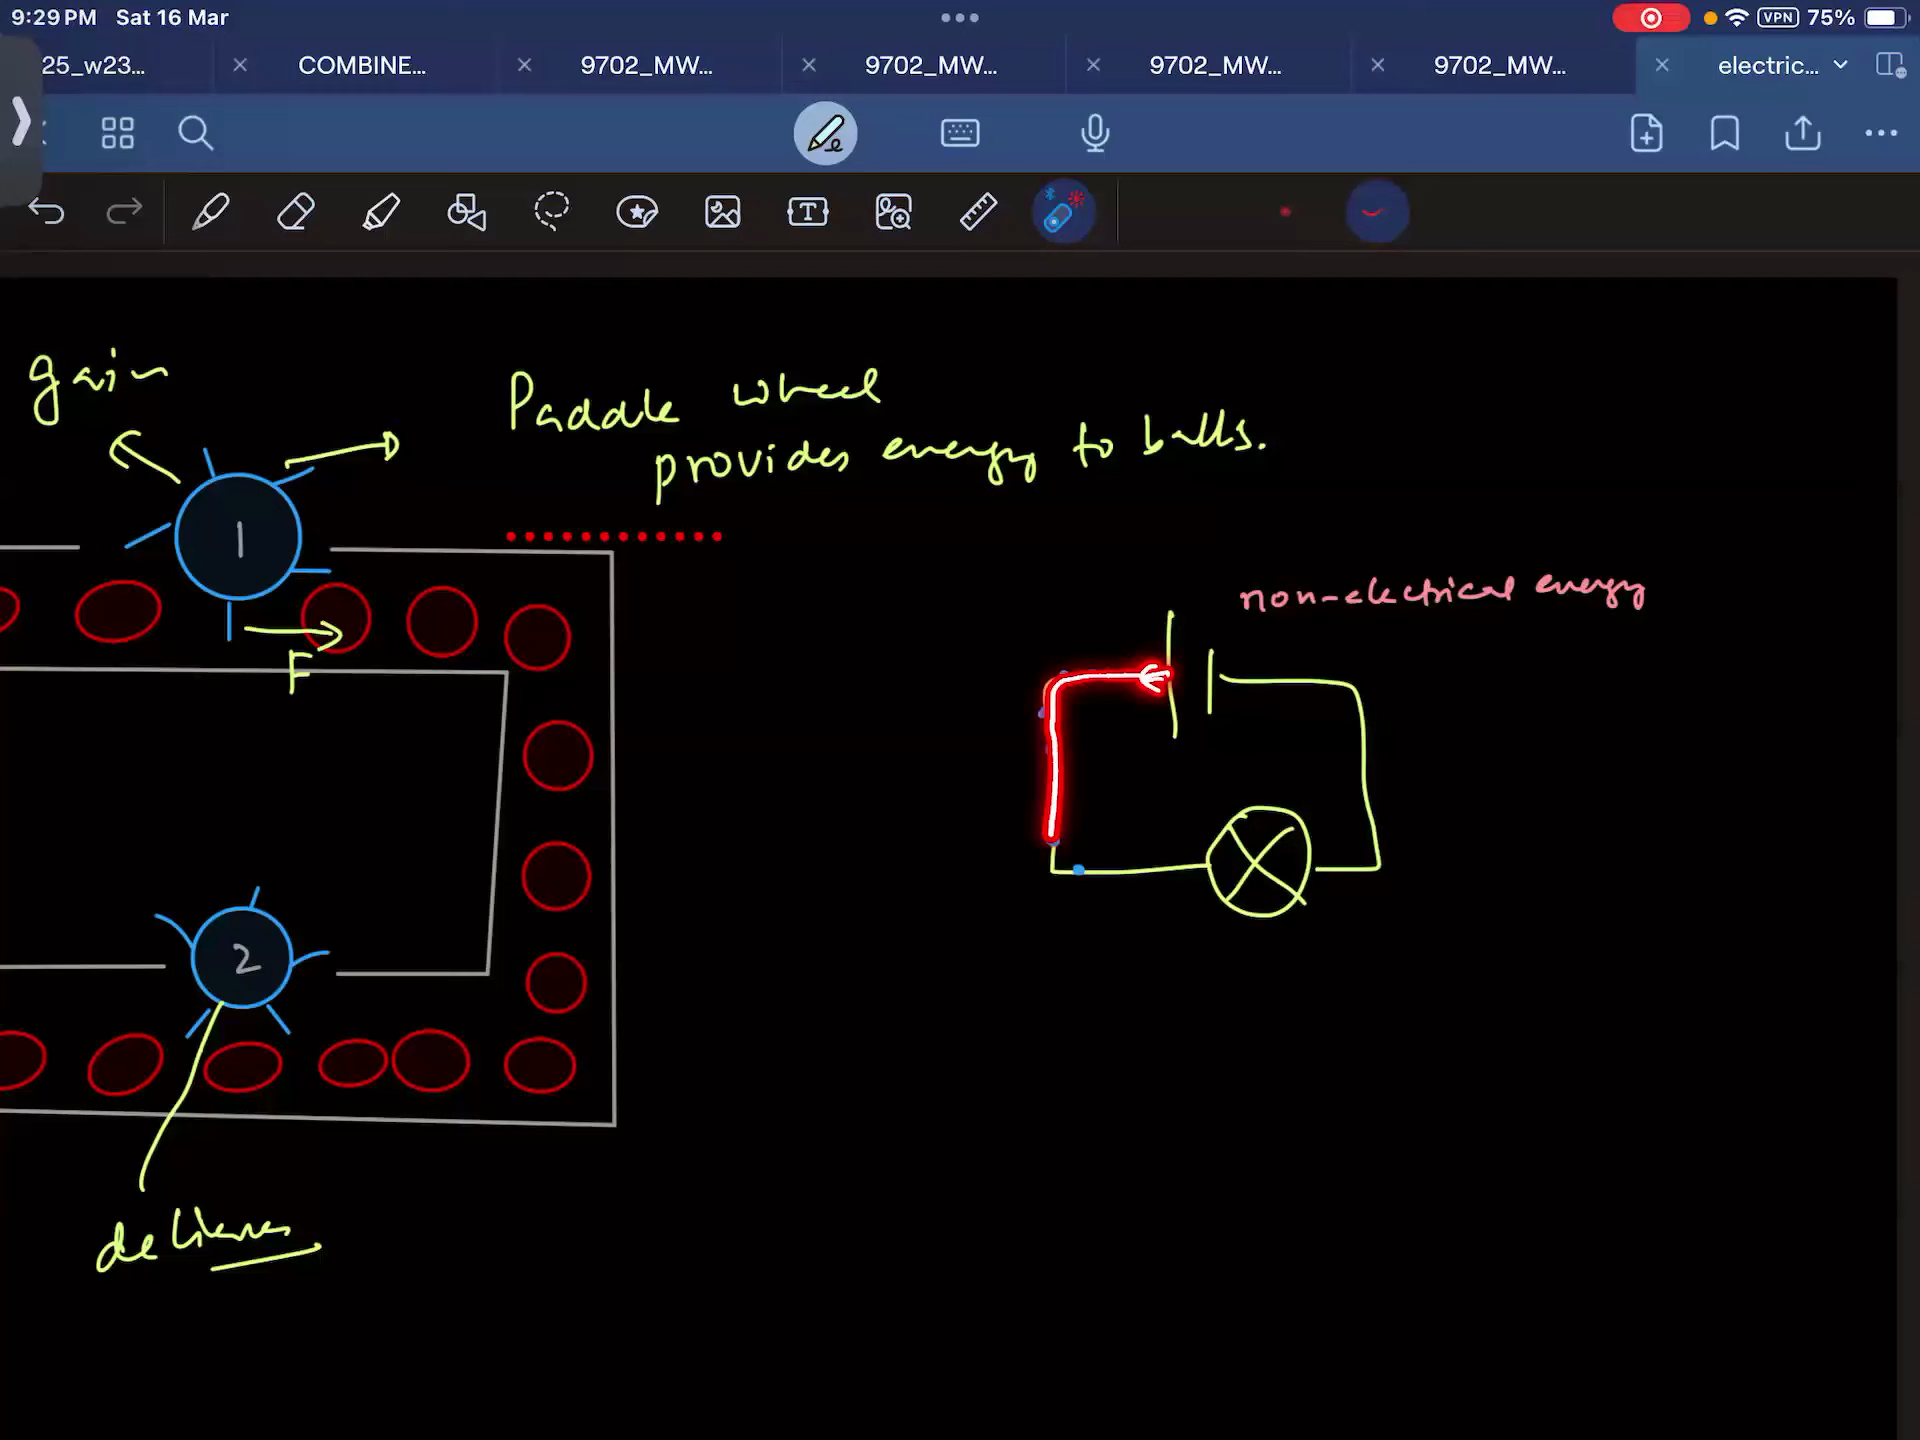 9:29 PM Sat 16 Mar
VPN 75%
25_w23...
COMBINE...
9702_MW...
9702_MW...
9702_MW...
9702_MW...
electric...
gain
Paddle wheel
provides energy to balls.
1
F
non-electrical energy
2
delivers